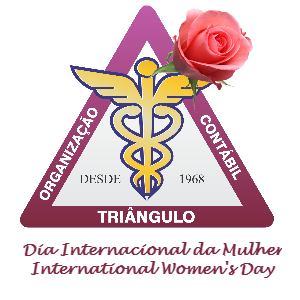 ORGANIZAÇÃO
CONTÁBIL
DESDE 1968
TRIÂNGULO
Dia Internacional da Mulher
International Women's Day